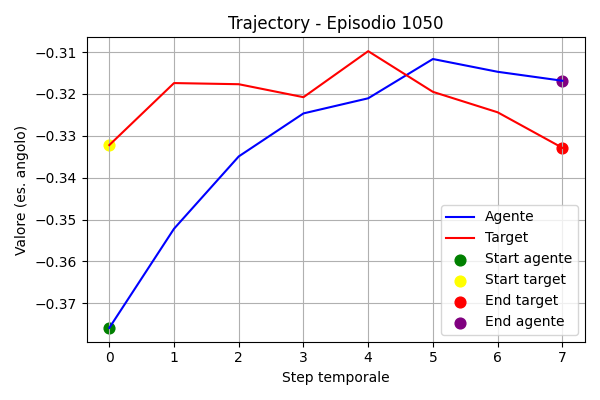 Trajectory - Episodio 1050
Valore (es. angolo)
−0.31
−0.32
−0.33
−0.34
−0.35
−0.36
−0.37
Agente
Target
Start agente
Start target
End target
End agente
0 1 2 3 4 5 6 7
Step temporale